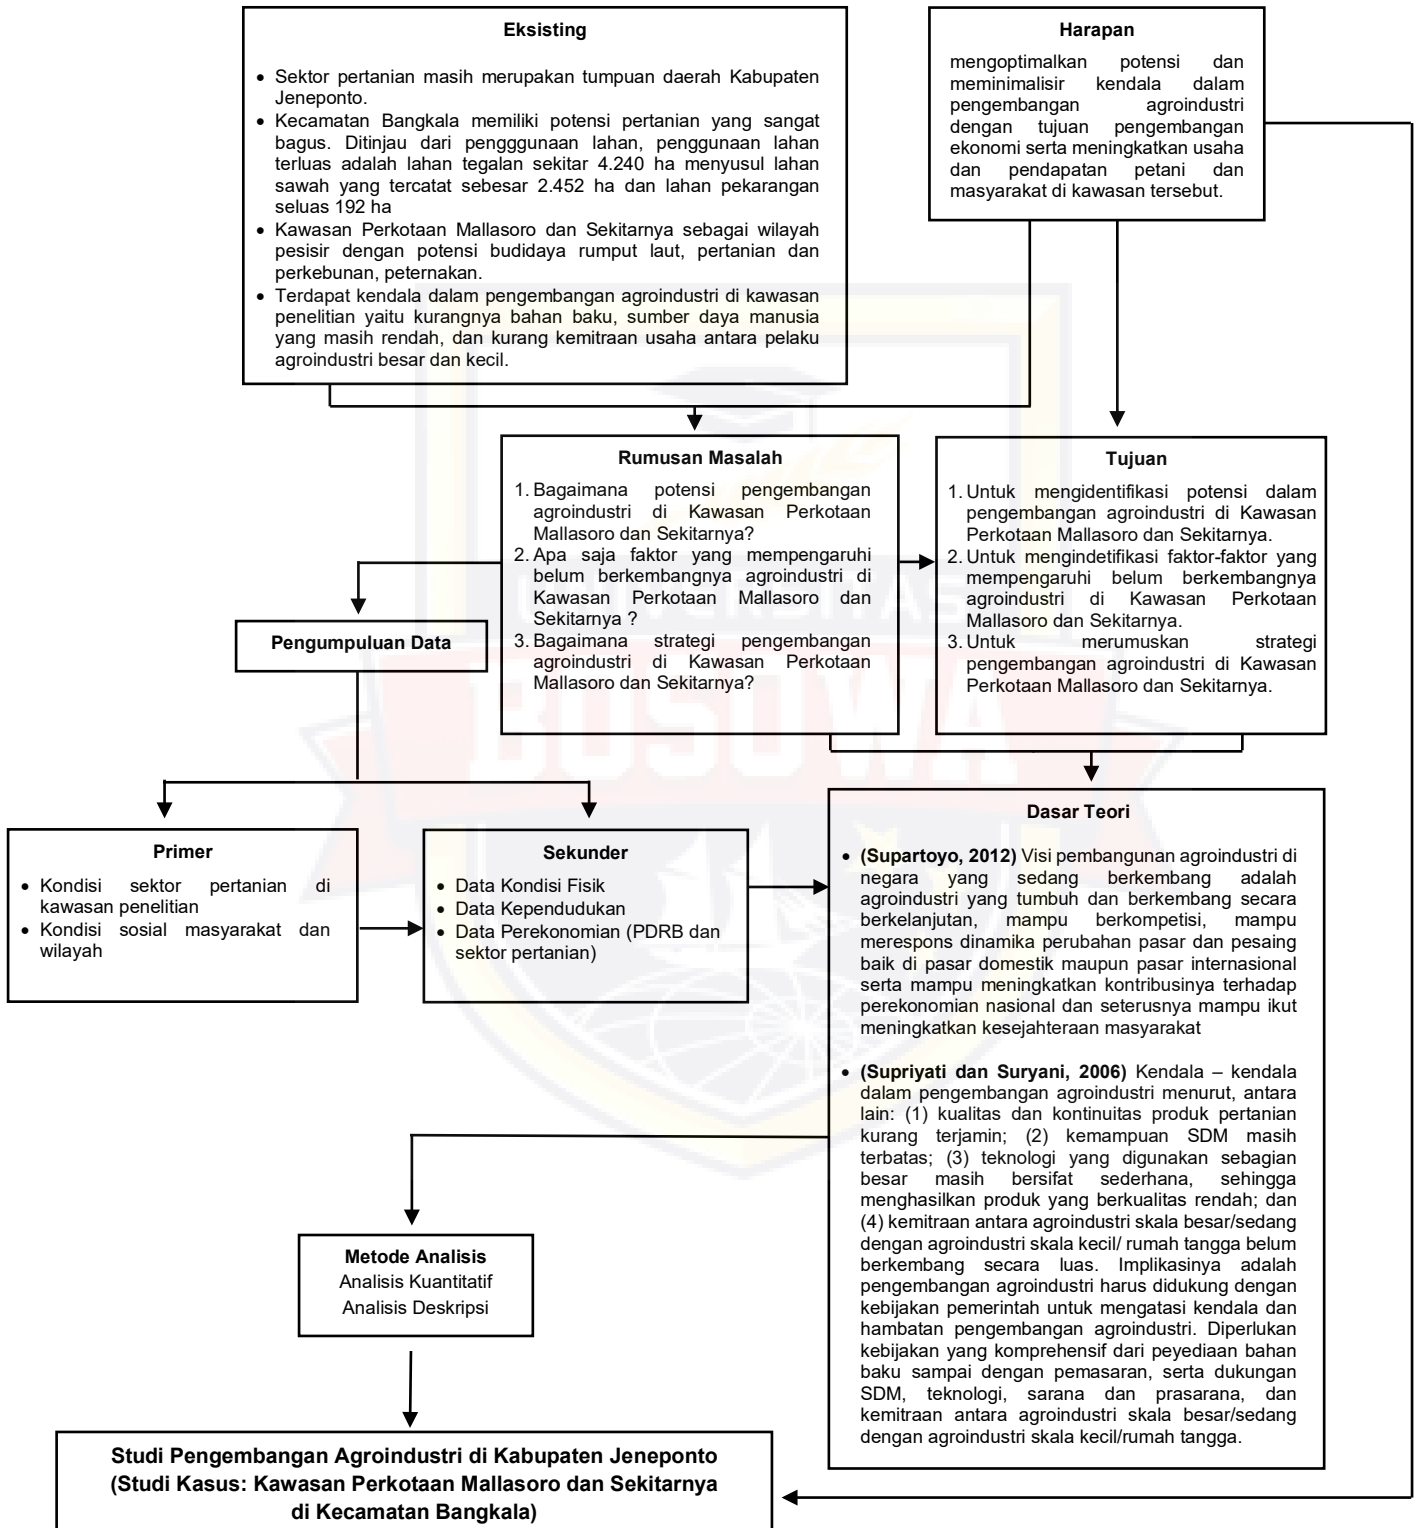 Eksisting
• Sektor pertanian masih merupakan tumpuan daerah Kabupaten
Jeneponto.
• Kecamatan Bangkala memiliki potensi pertanian yang sangat
bagus. Ditinjau dari pengggunaan lahan, penggunaan lahan
terluas adalah lahan tegalan sekitar 4.240 ha menyusul lahan
sawah yang tercatat sebesar 2.452 ha dan lahan pekarangan
seluas 192 ha
• Kawasan Perkotaan Mallasoro dan Sekitarnya sebagai wilayah
pesisir dengan potensi budidaya rumput laut, pertanian dan
perkebunan, peternakan.
• Terdapat kendala dalam pengembangan agroindustri di kawasan
penelitian yaitu kurangnya bahan baku, sumber daya manusia
yang masih rendah, dan kurang kemitraan usaha antara pelaku
agroindustri besar dan kecil.
Harapan
mengoptimalkan potensi dan
meminimalisir kendala dalam
pengembangan agroindustri
dengan tujuan pengembangan
ekonomi serta meningkatkan usaha
dan pendapatan petani dan
masyarakat di kawasan tersebut.
Rumusan Masalah
1. Bagaimana potensi pengembangan
agroindustri di Kawasan Perkotaan
Mallasoro dan Sekitarnya?
2. Apa saja faktor yang mempengaruhi
belum berkembangnya agroindustri di
Kawasan Perkotaan Mallasoro dan
Sekitarnya ?
3. Bagaimana strategi pengembangan
agroindustri di Kawasan Perkotaan
Mallasoro dan Sekitarnya?
Tujuan
1. Untuk mengidentifikasi potensi dalam
pengembangan agroindustri di Kawasan
Perkotaan Mallasoro dan Sekitarnya.
2. Untuk mengindetifikasi faktor-faktor yang
mempengaruhi belum berkembangnya
agroindustri di Kawasan Perkotaan
Mallasoro dan Sekitarnya.
3. Untuk merumuskan strategi
pengembangan agroindustri di Kawasan
Perkotaan Mallasoro dan Sekitarnya.
Pengumpuluan Data
Primer
• Kondisi sektor pertanian di
kawasan penelitian
• Kondisi sosial masyarakat dan
wilayah
Sekunder
• Data Kondisi Fisik
• Data Kependudukan
• Data Perekonomian (PDRB dan
sektor pertanian)
Dasar Teori
• (Supartoyo, 2012) Visi pembangunan agroindustri di
negara yang sedang berkembang adalah
agroindustri yang tumbuh dan berkembang secara
berkelanjutan, mampu berkompetisi, mampu
merespons dinamika perubahan pasar dan pesaing
baik di pasar domestik maupun pasar internasional
serta mampu meningkatkan kontribusinya terhadap
perekonomian nasional dan seterusnya mampu ikut
meningkatkan kesejahteraan masyarakat
• (Supriyati dan Suryani, 2006) Kendala – kendala
dalam pengembangan agroindustri menurut, antara
lain: (1) kualitas dan kontinuitas produk pertanian
kurang terjamin; (2) kemampuan SDM masih
terbatas; (3) teknologi yang digunakan sebagian
besar masih bersifat sederhana, sehingga
menghasilkan produk yang berkualitas rendah; dan
(4) kemitraan antara agroindustri skala besar/sedang
dengan agroindustri skala kecil/ rumah tangga belum
berkembang secara luas. Implikasinya adalah
pengembangan agroindustri harus didukung dengan
kebijakan pemerintah untuk mengatasi kendala dan
hambatan pengembangan agroindustri. Diperlukan
kebijakan yang komprehensif dari peyediaan bahan
baku sampai dengan pemasaran, serta dukungan
SDM, teknologi, sarana dan prasarana, dan
kemitraan antara agroindustri skala besar/sedang
dengan agroindustri skala kecil/rumah tangga.
Metode Analisis
Analisis Kuantitatif
Analisis Deskripsi
Studi Pengembangan Agroindustri di Kabupaten Jeneponto
(Studi Kasus: Kawasan Perkotaan Mallasoro dan Sekitarnya
di Kecamatan Bangkala)
UNIVERSITAS
BOSOWA